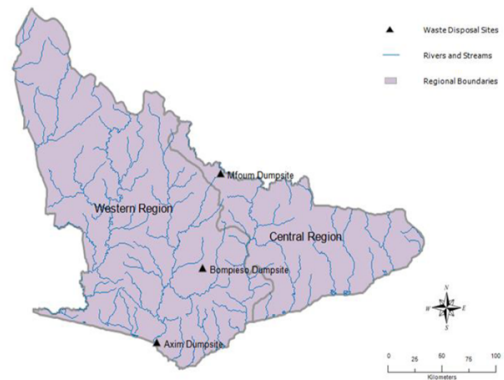 Waste Disposal Sites
Rivers and Streams
Regional Boundaries
Mfoum Dumpsite
Western Region
Central Region
Bompieso Dumpsite
Axim Dumpsite
N
W E
S
0 25 50 75 100
Kilometers